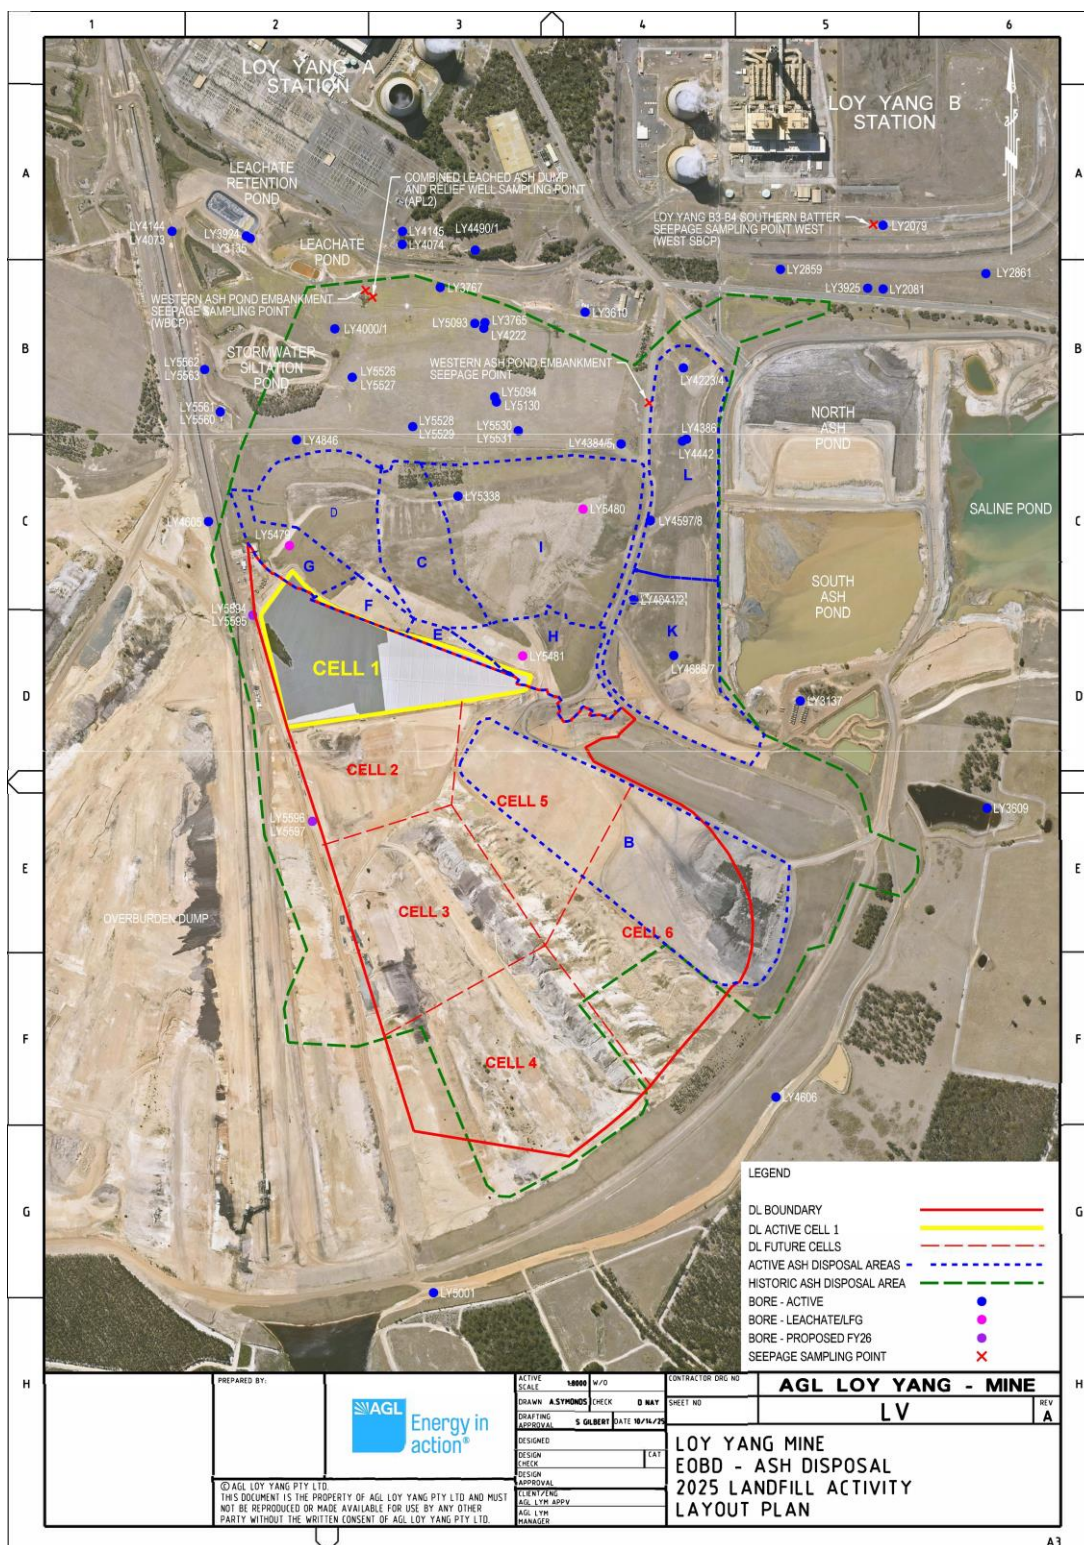 1 2 3 4 5 6
LOY YANG A
STATION
LOY YANG B
STATION
N
A
A
LEACHATE
RETENTION
POND
COMBINED LEACHED ASH DUMP
AND RELIEF WELL SAMPLING POINT
(APL2)
LOY YANG B3-B4 SOUTHERN BATTER
SEEPAGE SAMPLING POINT WEST
(WEST SBCP)
LY2079
LY4144
LY4073
LY3924
LY3135
LEACHATE
POND
LY4145
LY4074
LY4490/1
LY2859
LY2861
LY3925
LY2081
WESTERN ASH POND EMBANKMENT
SEEPAGE SAMPLING POINT
(WBCP)
LY3767
LY3610
LY4000/1
LY5093
LY3765
LY4222
B
B
STORMWATER
SILTATION
POND
WESTERN ASH POND EMBANKMENT
SEEPAGE POINT
LY5562
LY5563
LY5526
LY5527
LY4223/4
LY5094
LY5130
LY5561
LY5560
LY5528
LY5529
LY5530
LY5531
LY4846
LY4384/5
LY4386
LY4442
NORTH
ASH
POND
L
C
C
D
LY5338
LY5480
LY4605
LY4597/8
SALINE POND
LY5479
I
C
G
SOUTH
ASH
POND
F
LY4641/2
LY5594
LY5595
E
H
K
CELL 1
LY5481
LY4686/7
D
D
LY3137
CELL 2
CELL 5
LY5596
LY5597
LY3609
B
E
E
CELL 3
OVERBURDEN DUMP
CELL 6
F
F
CELL 4
LY4606
G
G
LEGEND
DL BOUNDARY
DL ACTIVE CELL 1
DL FUTURE CELLS
ACTIVE ASH DISPOSAL AREAS
HISTORIC ASH DISPOSAL AREA
BORE - ACTIVE
BORE - LEACHATE/LFG
BORE - PROPOSED FY26
SEEPAGE SAMPLING POINT
LY5001
H
H
PREPARED BY:
AGL
Energy in
action®
© AGL LOY YANG PTY LTD.
THIS DOCUMENT IS THE PROPERTY OF AGL LOY YANG PTY LTD AND MUST
NOT BE REPRODUCED OR MADE AVAILABLE FOR USE BY ANY OTHER
PARTY WITHOUT THE WRITTEN CONSENT OF AGL LOY YANG PTY LTD.
ACTIVE SCALE 1:8000 W/O
DRAWN A.SYMONDS CHECK D NAY
DRAFTING APPROVAL S GILBERT DATE 10/14/25
DESIGNED
DESIGN CHECK CAT
DESIGN APPROVAL
CLIENT/ENG
AGL LYM APPV
AGL LYM
MANAGER
CONTRACTOR DRG NO
AGL LOY YANG - MINE
SHEET NO
LV
REV
A
LOY YANG MINE
EOBD - ASH DISPOSAL
2025 LANDFILL ACTIVITY
LAYOUT PLAN
A3